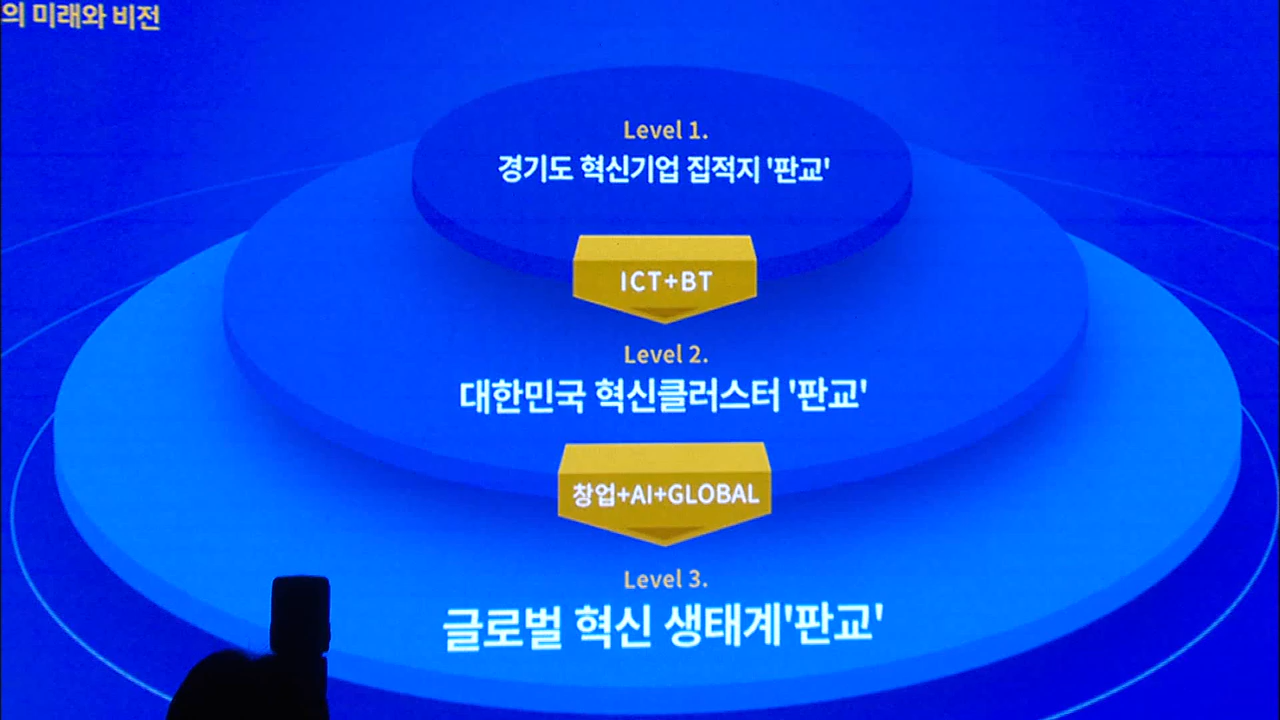 의 미래와 비전
Level 1.
경기도 혁신기업 집적지 '판교'
ICT+BT
Level 2.
대한민국 혁신클러스터 '판교'
창업+AI+GLOBAL
Level 3.
글로벌 혁신 생태계'판교'